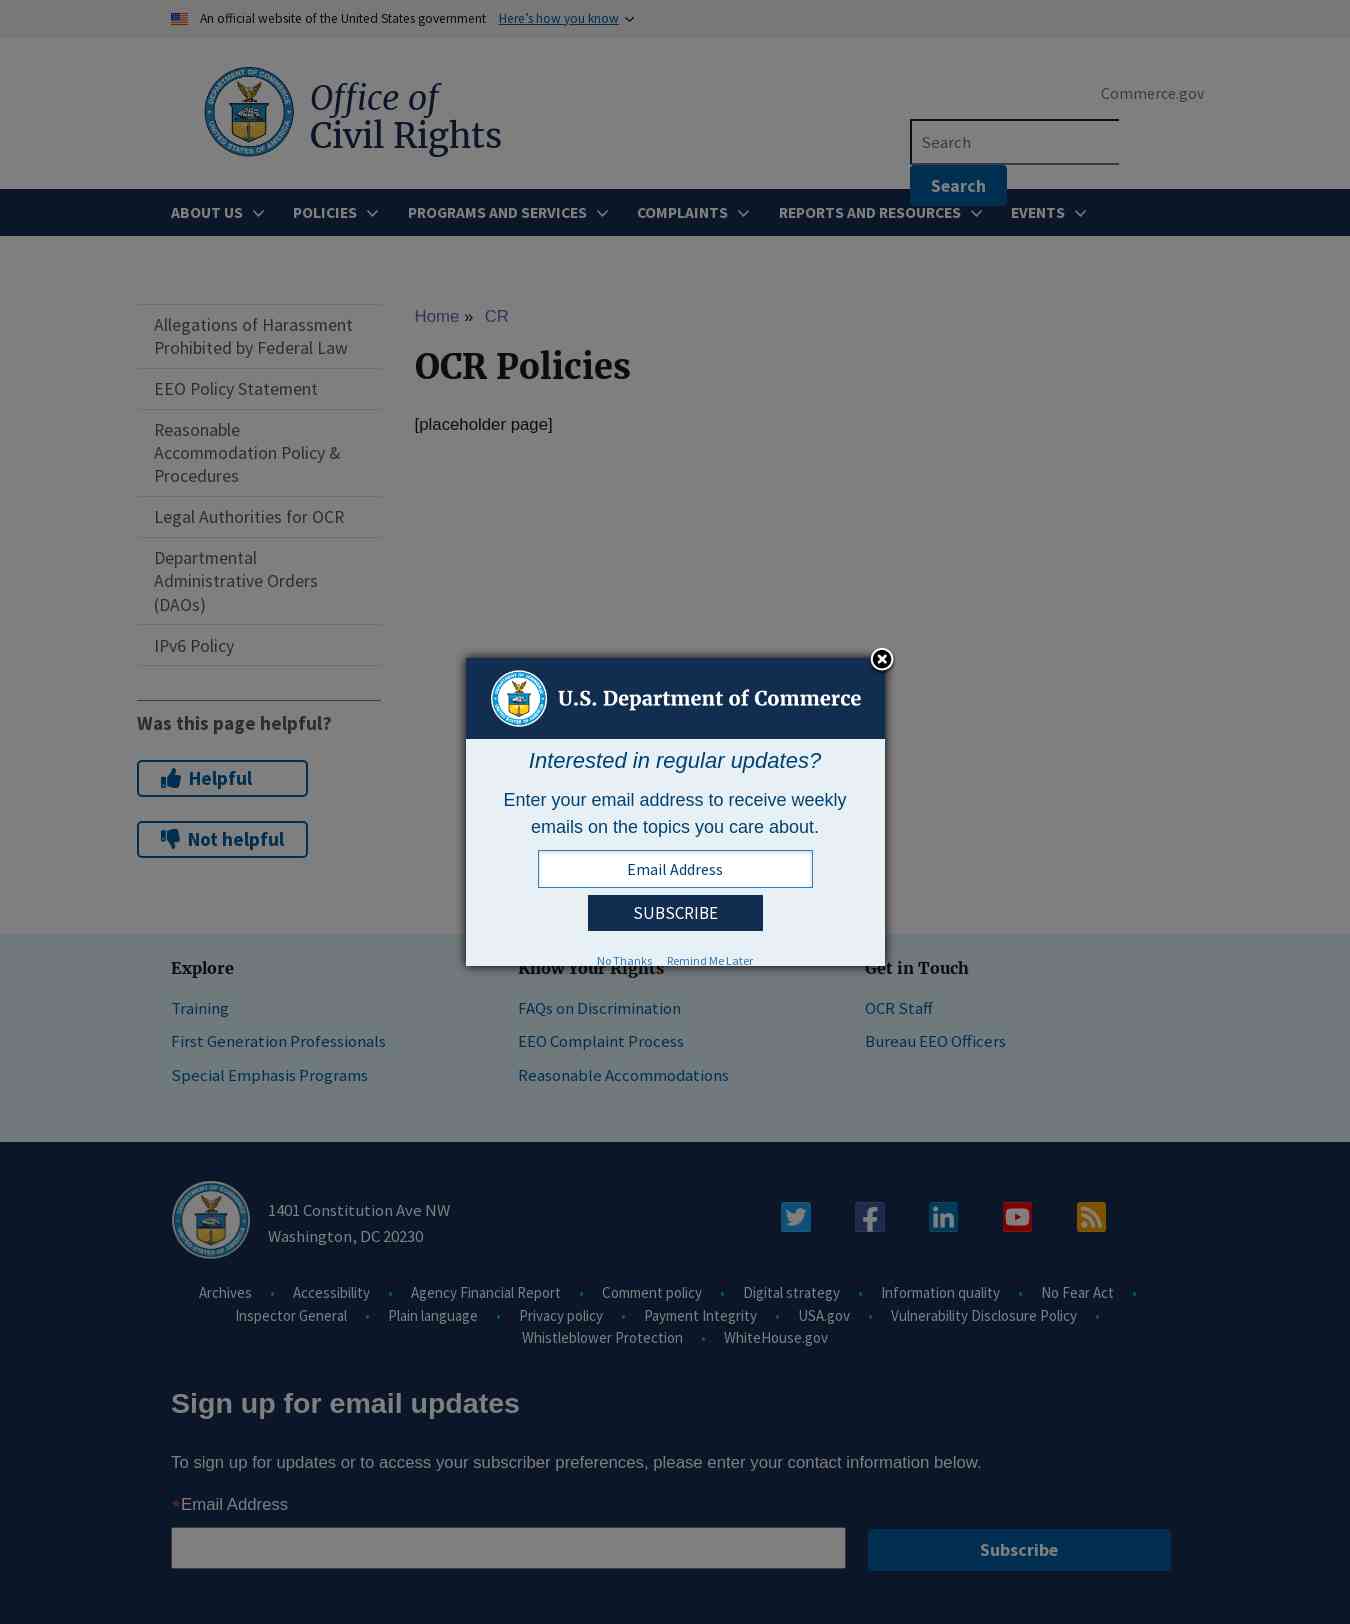 An official website of the United States government Here's how you know
Office of
Civil Rights
Commerce.gov
Search
Search
ABOUT US POLICIES PROGRAMS AND SERVICES COMPLAINTS REPORTS AND RESOURCES EVENTS
Allegations of Harassment
Prohibited by Federal Law
EEO Policy Statement
Reasonable
Accommodation Policy &
Procedures
Legal Authorities for OCR
Departmental
Administrative Orders
(DAOs)
IPv6 Policy
Was this page helpful?
Helpful
Not helpful
Home » CR
OCR Policies
[placeholder page]
U.S. Department of Commerce
Interested in regular updates?
Enter your email address to receive weekly
emails on the topics you care about.
Email Address
SUBSCRIBE
No Thanks Remind Me Later
Explore
Training
First Generation Professionals
Special Emphasis Programs
Know Your Rights
FAQs on Discrimination
EEO Complaint Process
Reasonable Accommodations
Get in Touch
OCR Staff
Bureau EEO Officers
1401 Constitution Ave NW
Washington, DC 20230
Archives • Accessibility • Agency Financial Report • Comment policy • Digital strategy • Information quality • No Fear Act •
Inspector General • Plain language • Privacy policy • Payment Integrity • USA.gov • Vulnerability Disclosure Policy •
Whistleblower Protection • WhiteHouse.gov
Sign up for email updates
To sign up for updates or to access your subscriber preferences, please enter your contact information below.
*Email Address
Subscribe